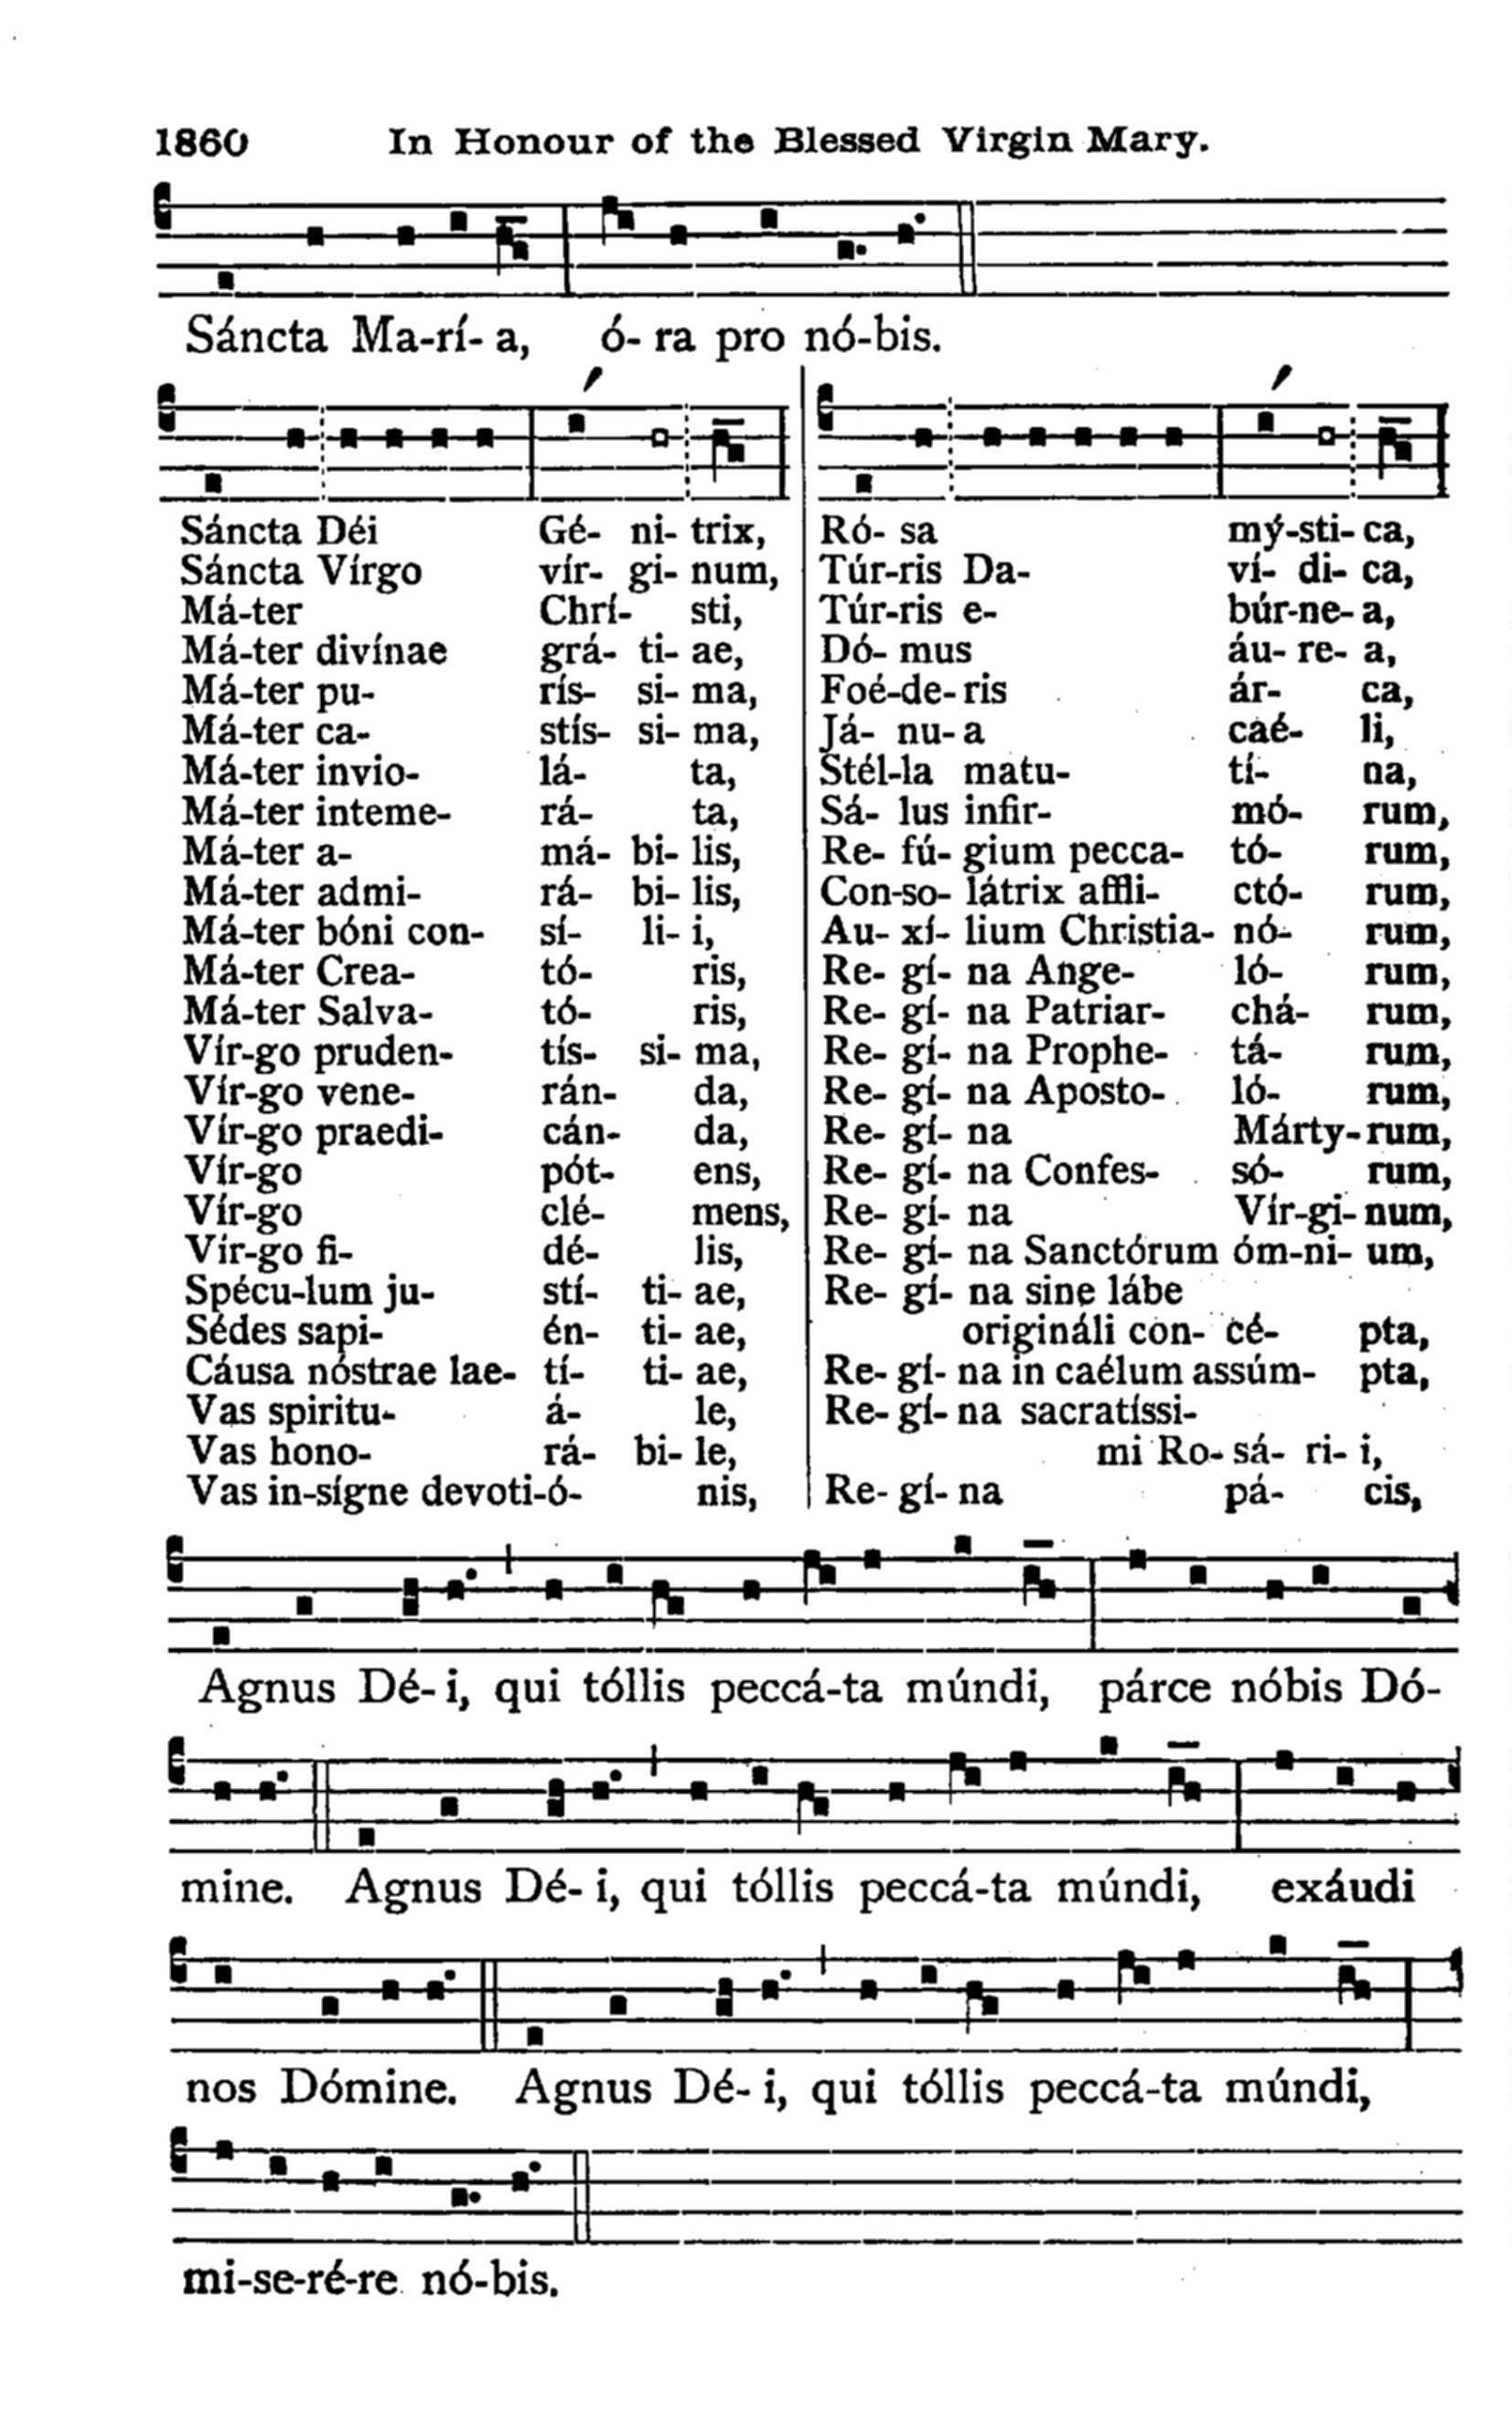 1860 In Honour of the Blessed Virgin Mary.
Sáncta Ma-rí- a, ó- ra pro nó-bis.
Sáncta Déi Gé- ni- trix,
Sáncta Vírgo vír- gi- num,
Má-ter Chrí- sti,
Má-ter divínae grá- ti- ae,
Má-ter pu- rís- si- ma,
Má-ter ca- stís- si- ma,
Má-ter invio- lá- ta,
Má-ter inteme- rá- ta,
Má-ter a- má- bi- lis,
Má-ter admi- rá- bi- lis,
Má-ter bóni con- sí- li- i,
Má-ter Crea- tó- ris,
Má-ter Salva- tó- ris,
Vír-go pruden- tís- si- ma,
Vír-go vene- rán- da,
Vír-go praedi- cán- da,
Vír-go pót- ens,
Vír-go clé- mens,
Vír-go fi- dé- lis,
Spécu-lum ju- stí- ti- ae,
Sédes sapi- én- ti- ae,
Cáusa nóstrae lae- tí- ti- ae,
Vas spiritu- á- le,
Vas hono- rá- bi- le,
Vas in-sígne devoti-ó- nis,
Ró- sa mý-sti- ca,
Túr-ris Da- ví- di- ca,
Túr-ris e- búr-ne- a,
Dó- mus áu- re- a,
Foé-de- ris ár- ca,
Já- nu- a caé- li,
Stél-la matu- tí- na,
Sá- lus infir- mó- rum,
Re- fú- gium pecca- tó- rum,
Con-so- látrix affli- ctó- rum,
Au- xí- lium Christia- nó- rum,
Re- gí- na Ange- ló- rum,
Re- gí- na Patriar- chá- rum,
Re- gí- na Prophe- tá- rum,
Re- gí- na Aposto- ló- rum,
Re- gí- na Márty- rum,
Re- gí- na Confes- só- rum,
Re- gí- na Vír-gi- num,
Re- gí- na Sanctórum óm-ni- um,
Re- gí- na sine lábe
origináli con- cé- pta,
Re- gí- na in caélum assúm- pta,
Re- gí- na sacratíssi-
mi Ro- sá- ri- i,
Re- gí- na pá- cis,
Agnus Dé- i, qui tóllis peccá-ta múndi, párce nóbis Dó-
mine. Agnus Dé- i, qui tóllis peccá-ta múndi, exáudi
nos Dómine. Agnus Dé- i, qui tóllis peccá-ta múndi,
mi-se-ré-re nó-bis.